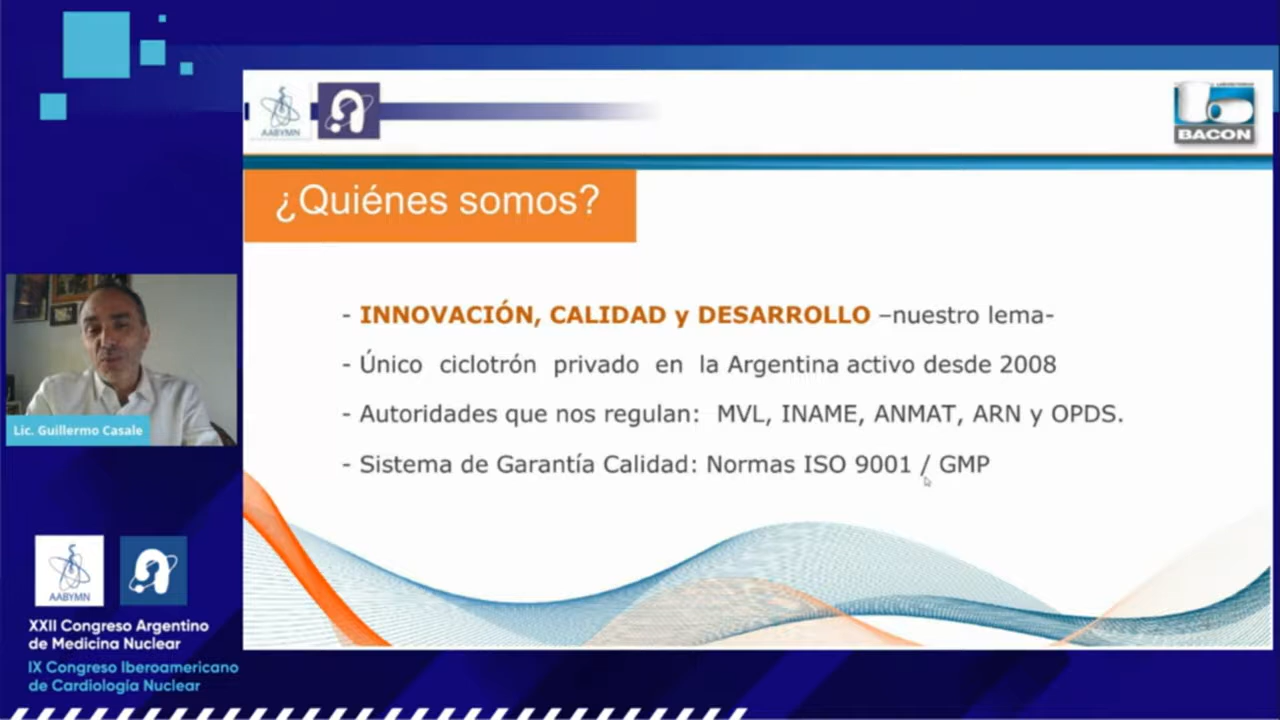 AABYMN
BACON
¿Quiénes somos?
- INNOVACIÓN, CALIDAD y DESARROLLO –nuestro lema-
- Único ciclotrón privado en la Argentina activo desde 2008
- Autoridades que nos regulan: MVL, INAME, ANMAT, ARN y OPDS.
- Sistema de Garantía Calidad: Normas ISO 9001 / GMP
Lic. Guillermo Casale
AABYMN
XXII Congreso Argentino
de Medicina Nuclear
IX Congreso Iberoamericano
de Cardiología Nuclear